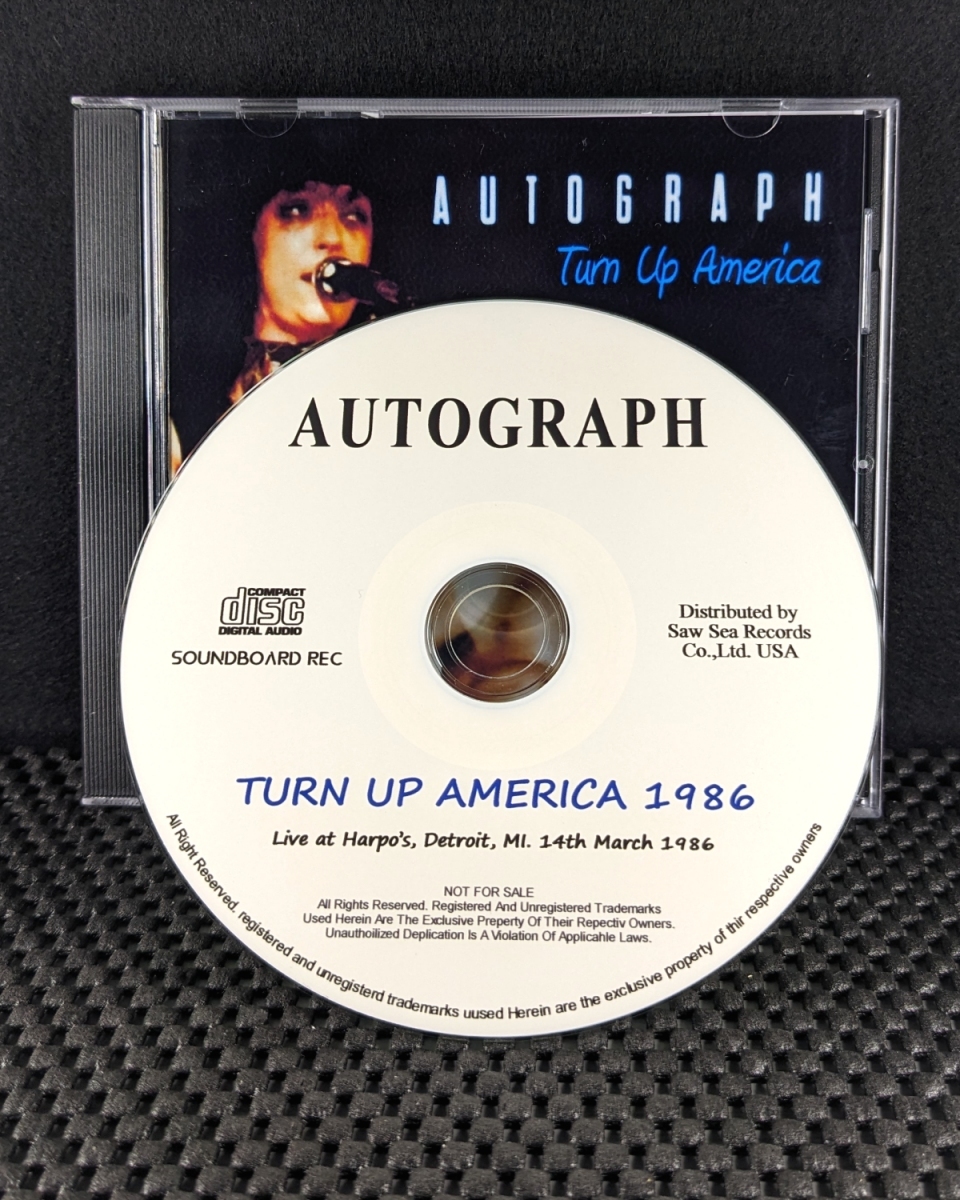 AUTOGRAPH
Turn Up America
AUTOGRAPH
COMPACT
disc
DIGITAL AUDIO
SOUNDBOARD REC
Distributed by
Saw Sea Records
Co.,Ltd. USA
TURN UP AMERICA 1986
Live at Harpo's, Detroit, MI. 14th March 1986
NOT FOR SALE
All Rights Reserved. Registered And Unregistered Trademarks
Used Herein Are The Exclusive Preperty Of Their Repectiv Owners.
Unauthoilized Deplication Is A Violation Of Applicahle Laws.
All Right Reserved. registered and unregisterd trademarks uused Herein are the exclusive property of thir respective owners